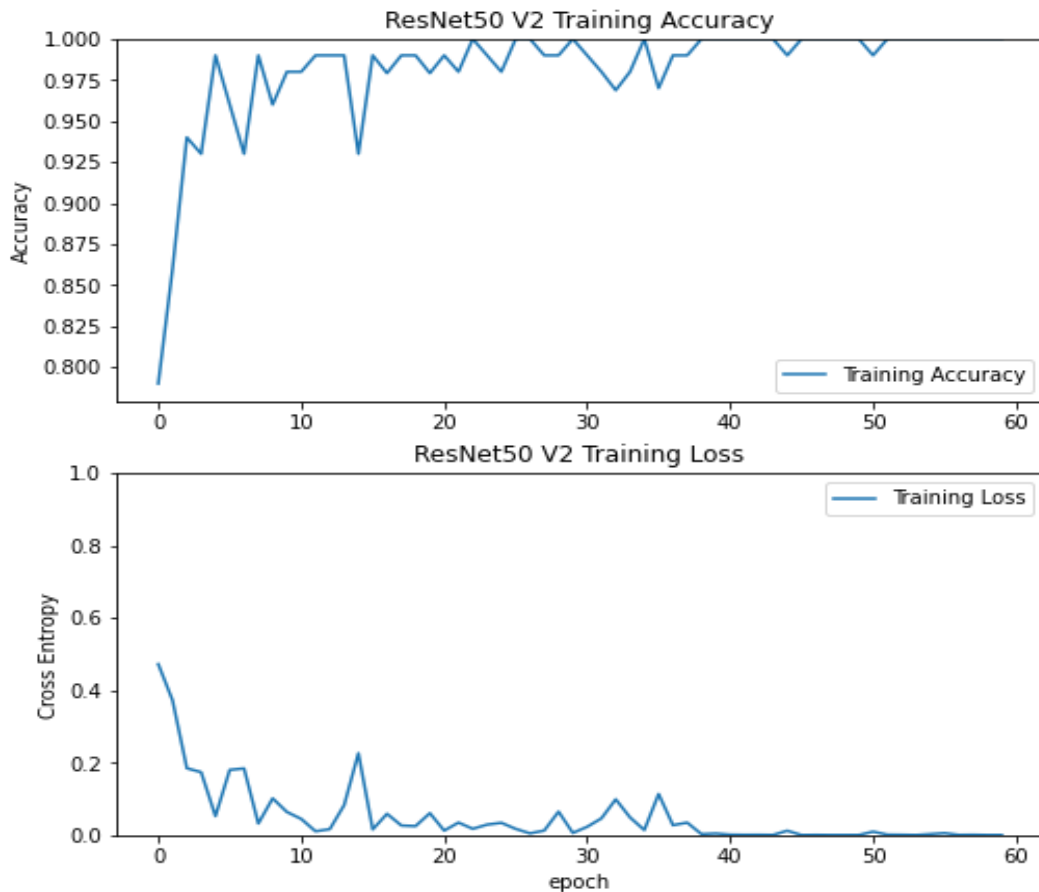 ResNet50 V2 Training Accuracy
1.000
0.975
0.950
0.925
0.900
0.875
0.850
0.825
0.800
Accuracy
Training Accuracy
0 10 20 30 40 50 60
ResNet50 V2 Training Loss
1.0
0.8
0.6
0.4
0.2
0.0
Cross Entropy
Training Loss
0 10 20 30 40 50 60
epoch